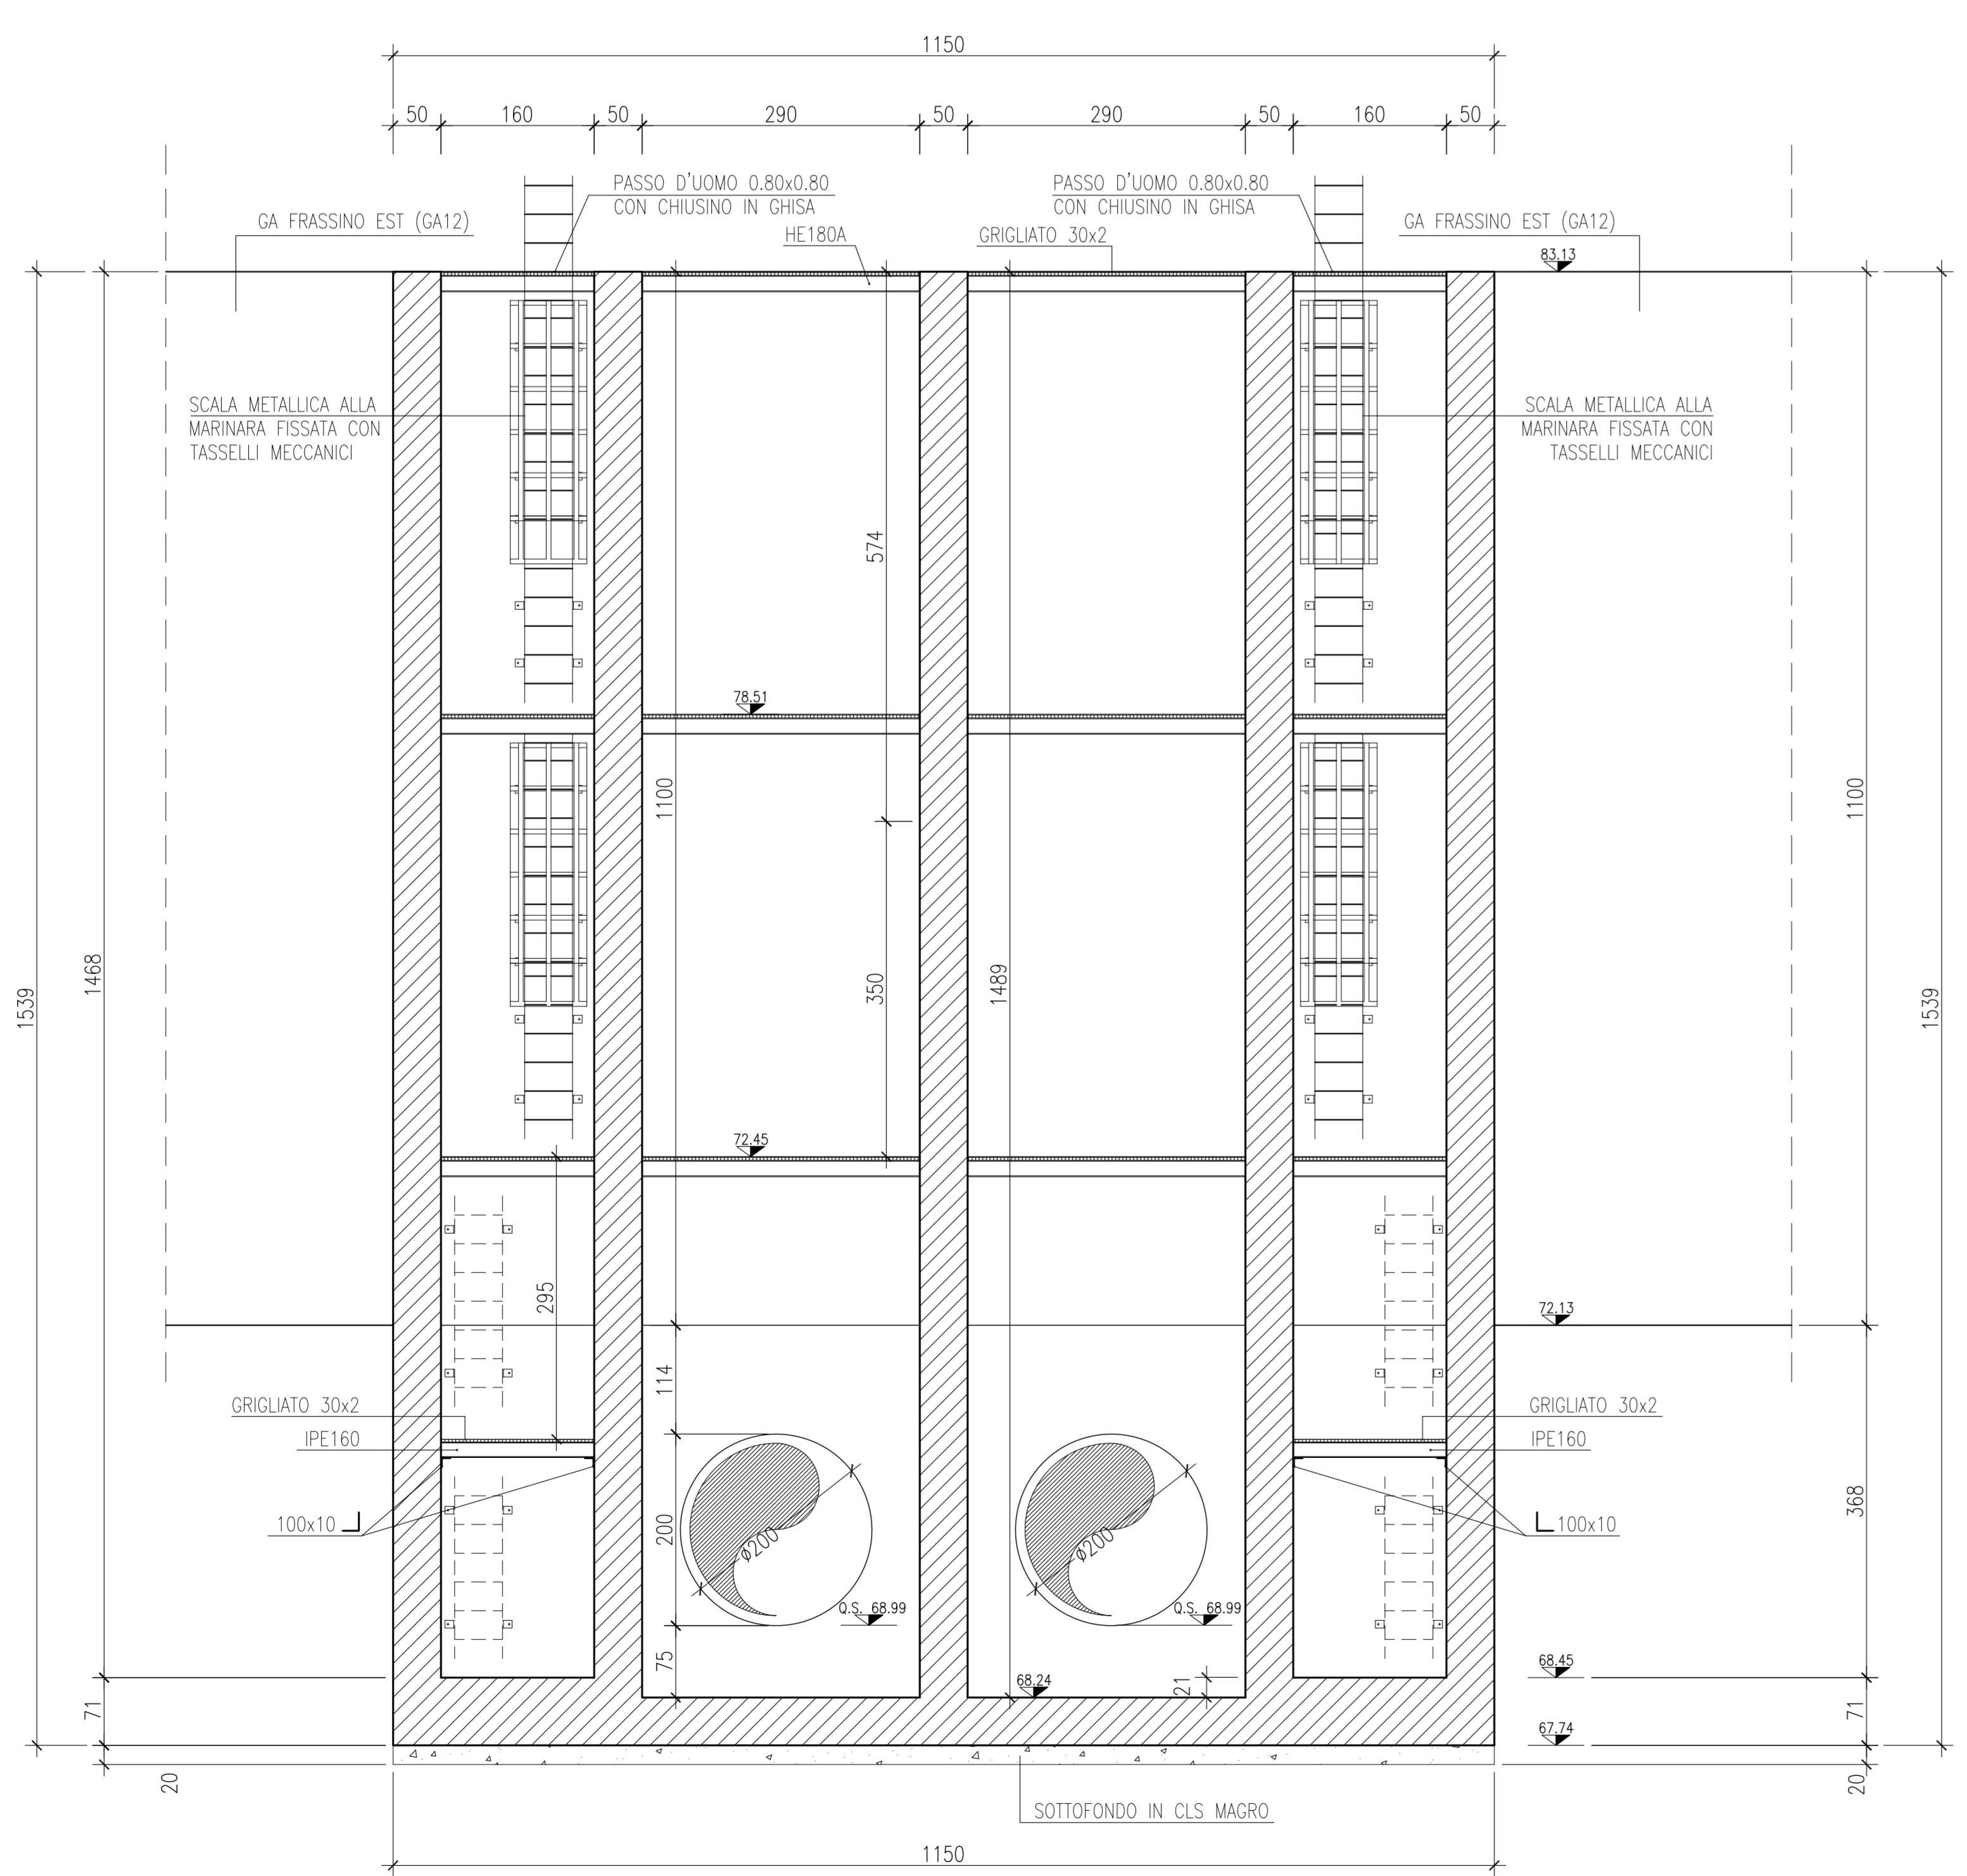 1150
50 160 50 290 50 290 50 160 50
PASSO D'UOMO 0.80x0.80
CON CHIUSINO IN GHISA
PASSO D'UOMO 0.80x0.80
CON CHIUSINO IN GHISA
GA FRASSINO EST (GA12)
HE180A
GRIGLIATO 30x2
GA FRASSINO EST (GA12)
83.13
SCALA METALLICA ALLA
MARINARA FISSATA CON
TASSELLI MECCANICI
SCALA METALLICA ALLA
MARINARA FISSATA CON
TASSELLI MECCANICI
574
78.51
1100
1100
1539
1468
350
1489
1539
72.45
295
72.13
114
GRIGLIATO 30x2
IPE160
GRIGLIATO 30x2
IPE160
100x10
200
ø200
ø200
100x10
368
Q.S. 68.99
Q.S. 68.99
75
68.24
21
68.45
71
71
67.74
20
20
SOTTOFONDO IN CLS MAGRO
1150